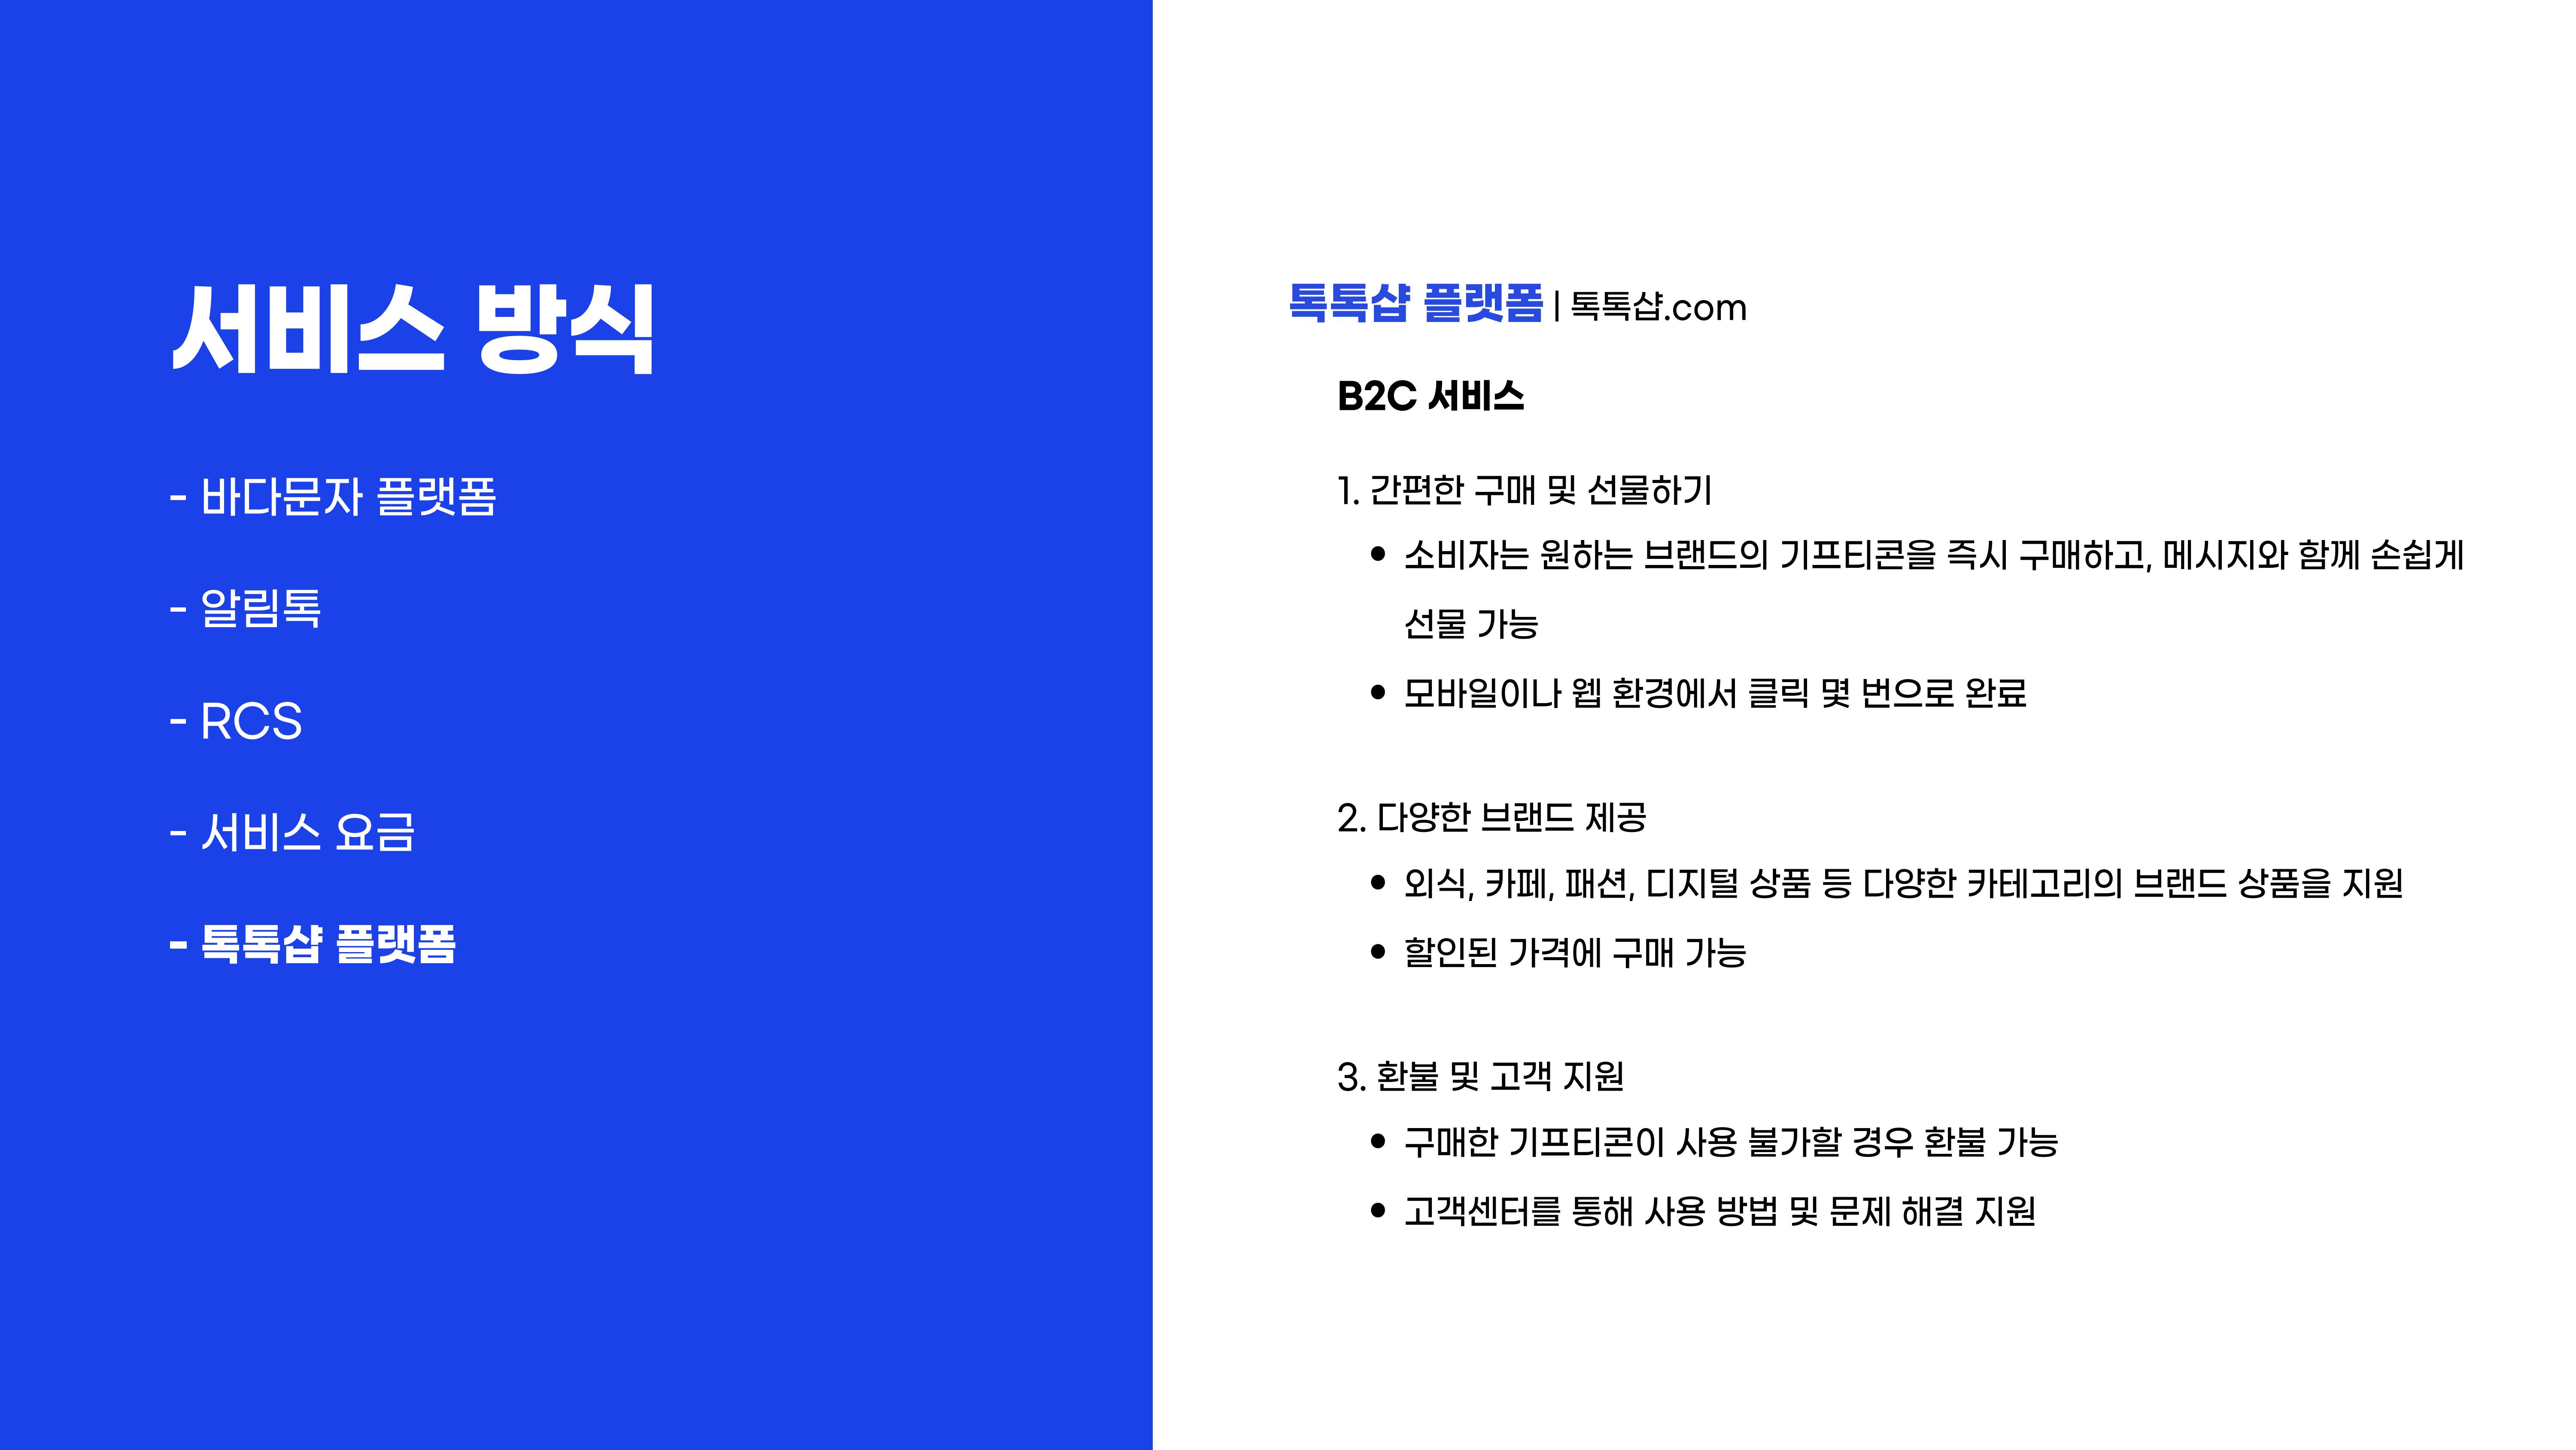 서비스 방식
- 바다문자 플랫폼
- 알림톡
- RCS
- 서비스 요금
- 톡톡샵 플랫폼
톡톡샵 플랫폼 | 톡톡샵.com
B2C 서비스
1. 간편한 구매 및 선물하기
• 소비자는 원하는 브랜드의 기프티콘을 즉시 구매하고, 메시지와 함께 손쉽게
선물 가능
• 모바일이나 웹 환경에서 클릭 몇 번으로 완료
2. 다양한 브랜드 제공
• 외식, 카페, 패션, 디지털 상품 등 다양한 카테고리의 브랜드 상품을 지원
• 할인된 가격에 구매 가능
3. 환불 및 고객 지원
• 구매한 기프티콘이 사용 불가할 경우 환불 가능
• 고객센터를 통해 사용 방법 및 문제 해결 지원